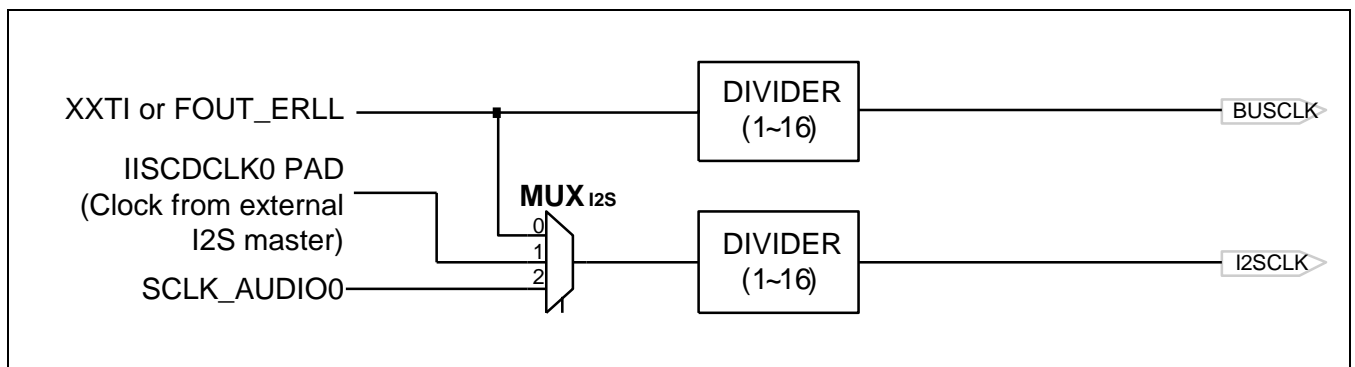 XXTI or FOUT_ERLL
DIVIDER
(1~16)
BUSCLK
IISCDCLK0 PAD
(Clock from external
I2S master)
MUX I2S
0
1
2
SCLK_AUDIO0
DIVIDER
(1~16)
I2SCLK